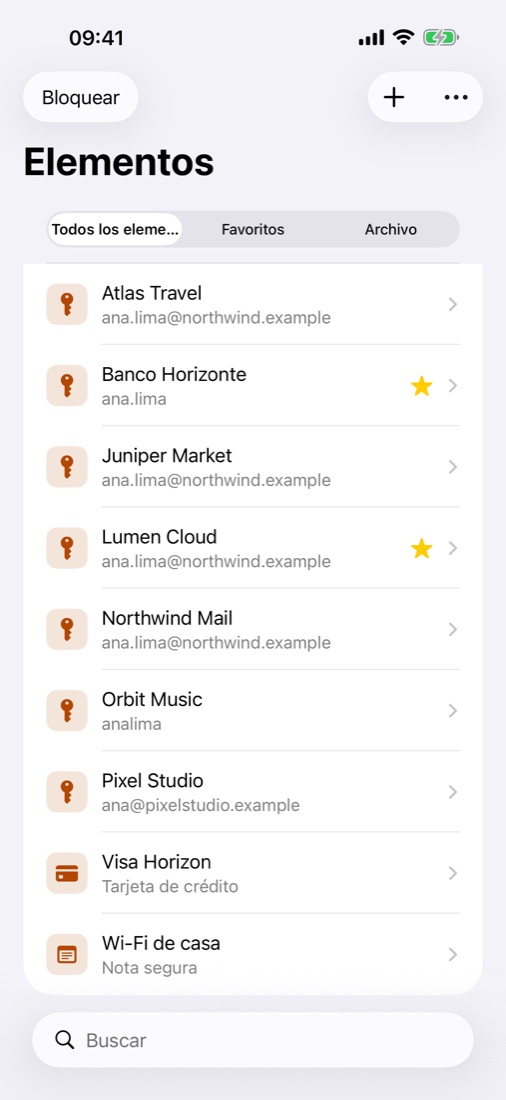 09:41
Bloquear
Elementos
Todos los eleme...
Favoritos
Archivo
Atlas Travel
ana.lima@northwind.example
Banco Horizonte
ana.lima
Juniper Market
ana.lima@northwind.example
Lumen Cloud
ana.lima@northwind.example
Northwind Mail
ana.lima@northwind.example
Orbit Music
analima
Pixel Studio
ana@pixelstudio.example
Visa Horizon
Tarjeta de crédito
Wi-Fi de casa
Nota segura
Buscar